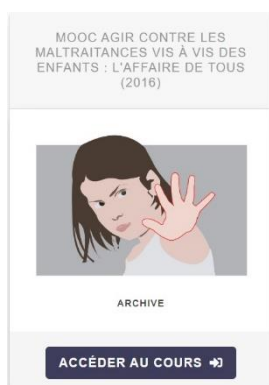 MOOC AGIR CONTRE LES
MALTRAITANCES VIS À VIS DES
ENFANTS : L'AFFAIRE DE TOUS
(2016)
ARCHIVE
ACCÉDER AU COURS